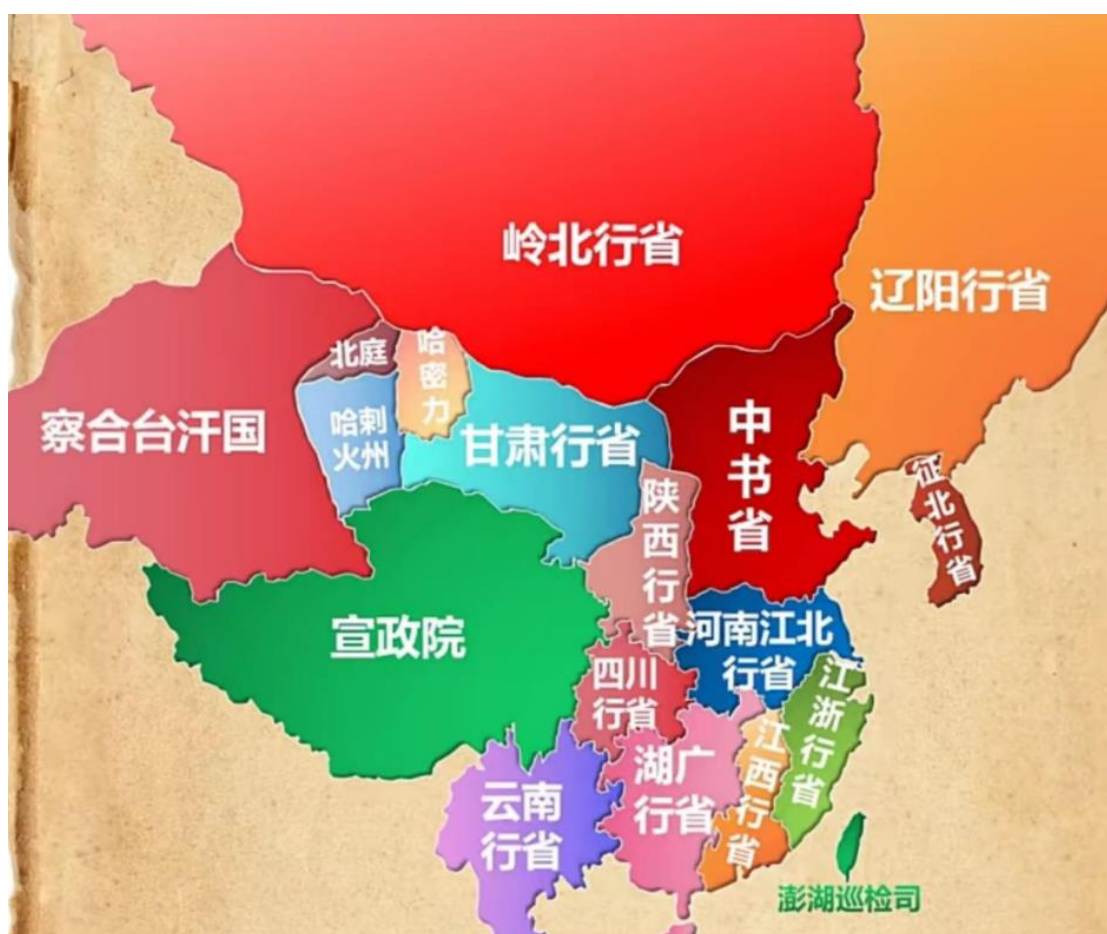 岭北行省
辽阳行省
北庭
哈
密
力
察合台汗国
哈剌
火州
甘肃行省
中
书
省
陕
西
行
省
征
北
行
省
宣政院
河南江北
行省
四川
行省
江
浙
行
省
江
西
行
省
湖广
行省
云南
行省
澎湖巡检司